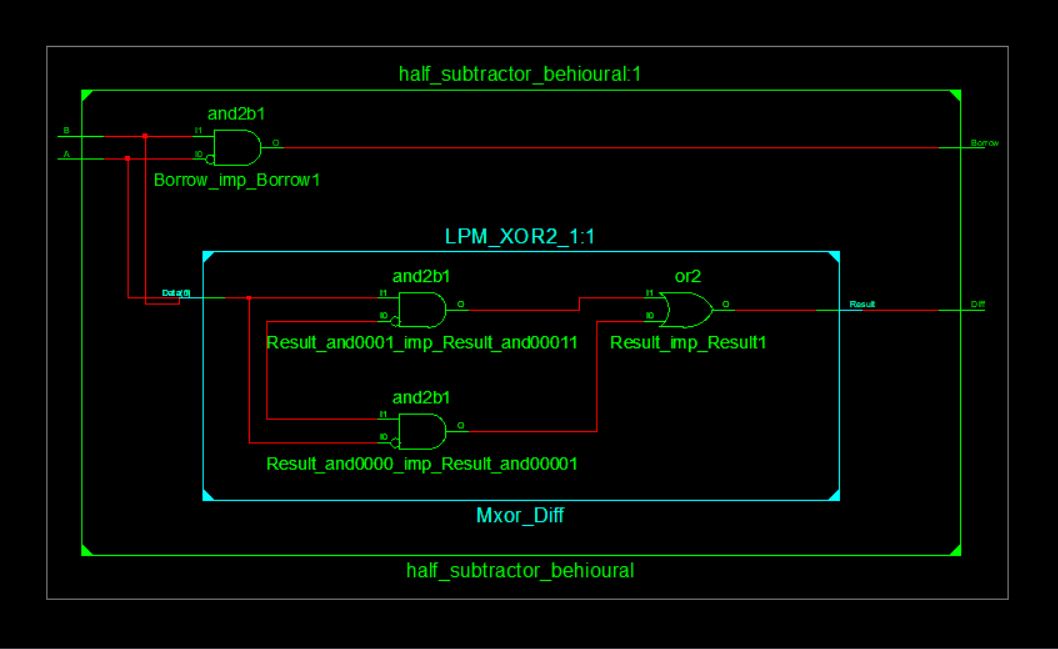 half_subtractor_behioural:1
and2b1
B
I1
O
Borrow
A
I0
Borrow_imp_Borrow1
LPM_XOR2_1:1
and2b1
or2
Data(0)
I1
I1
O
O
Result
Diff
I0
I0
Result_and0001_imp_Result_and00011
Result_imp_Result1
and2b1
I1
O
I0
Result_and0000_imp_Result_and00001
Mxor_Diff
half_subtractor_behioural